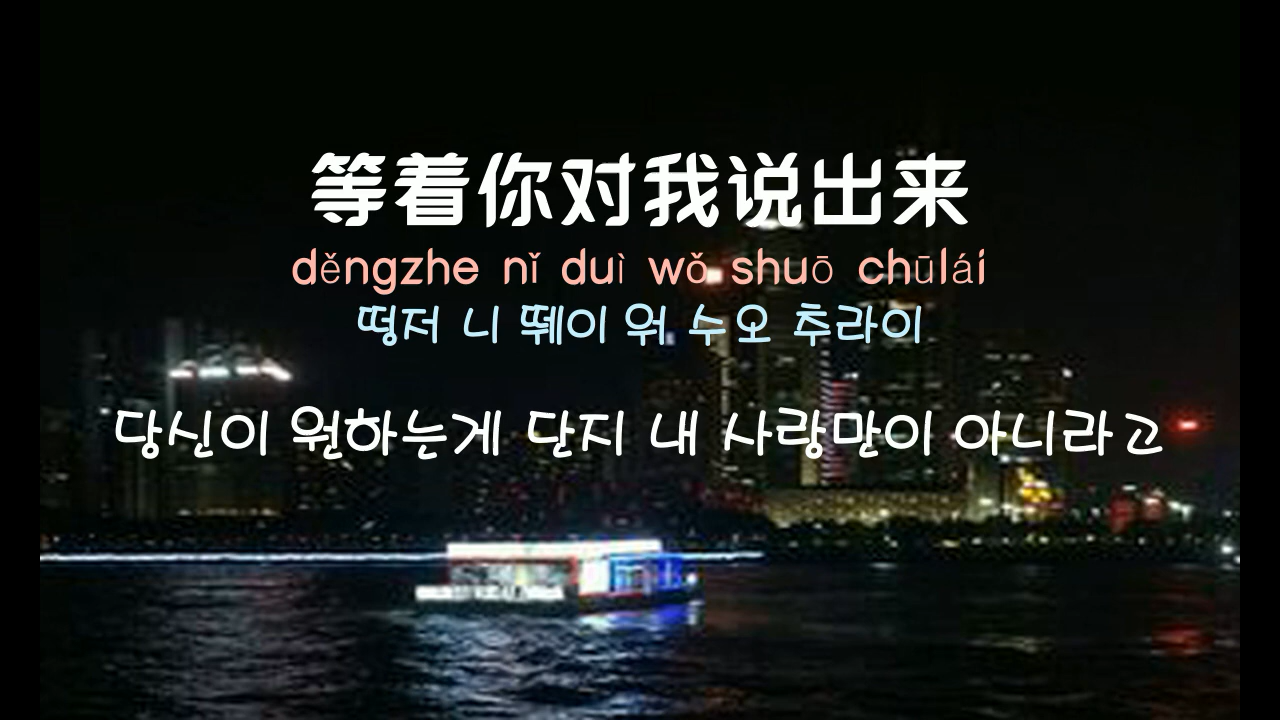 等着你对我说出来
děngzhe nǐ duì wǒ shuō chūlái
떵저 니 뛔이 워 수오 추라이
당신이 원하는게 단지 내 사랑만이 아니라고